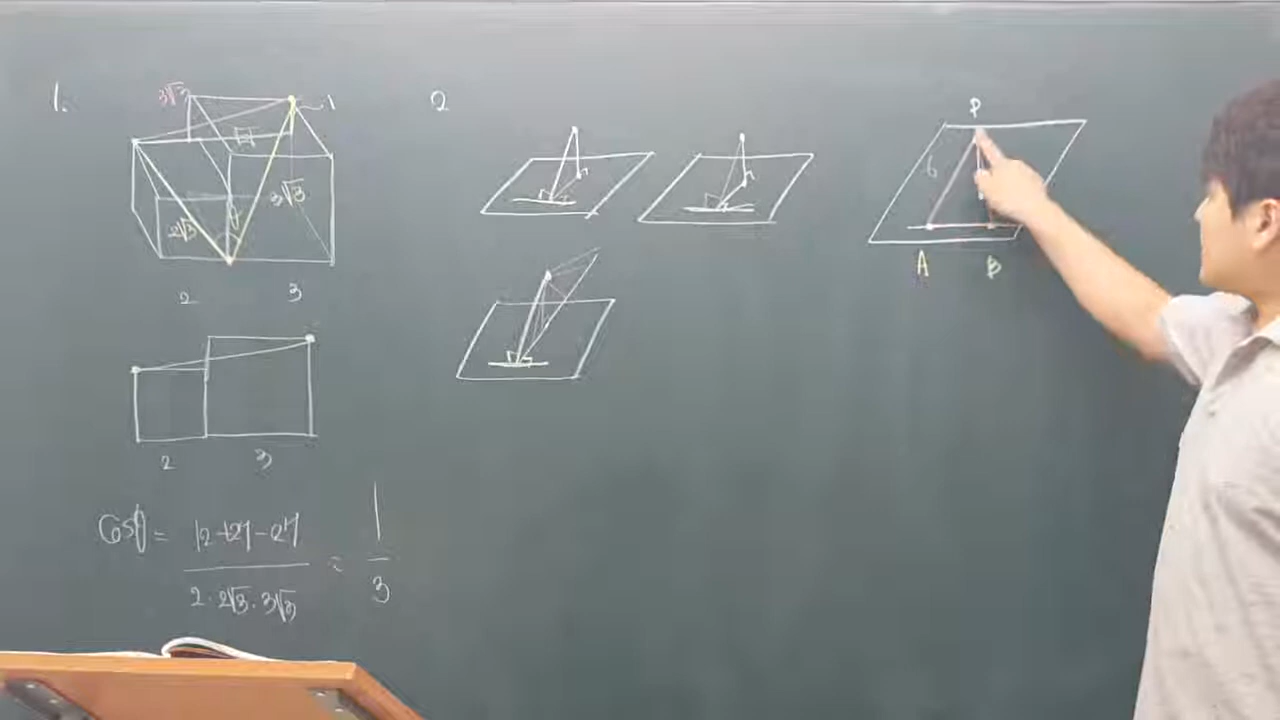 1.
3√3
1
2√3
θ
3√3
2 3
2 3
cosθ = (12+27-27)/(2·2√3·3√3) = 1/3
2
P
6
A B